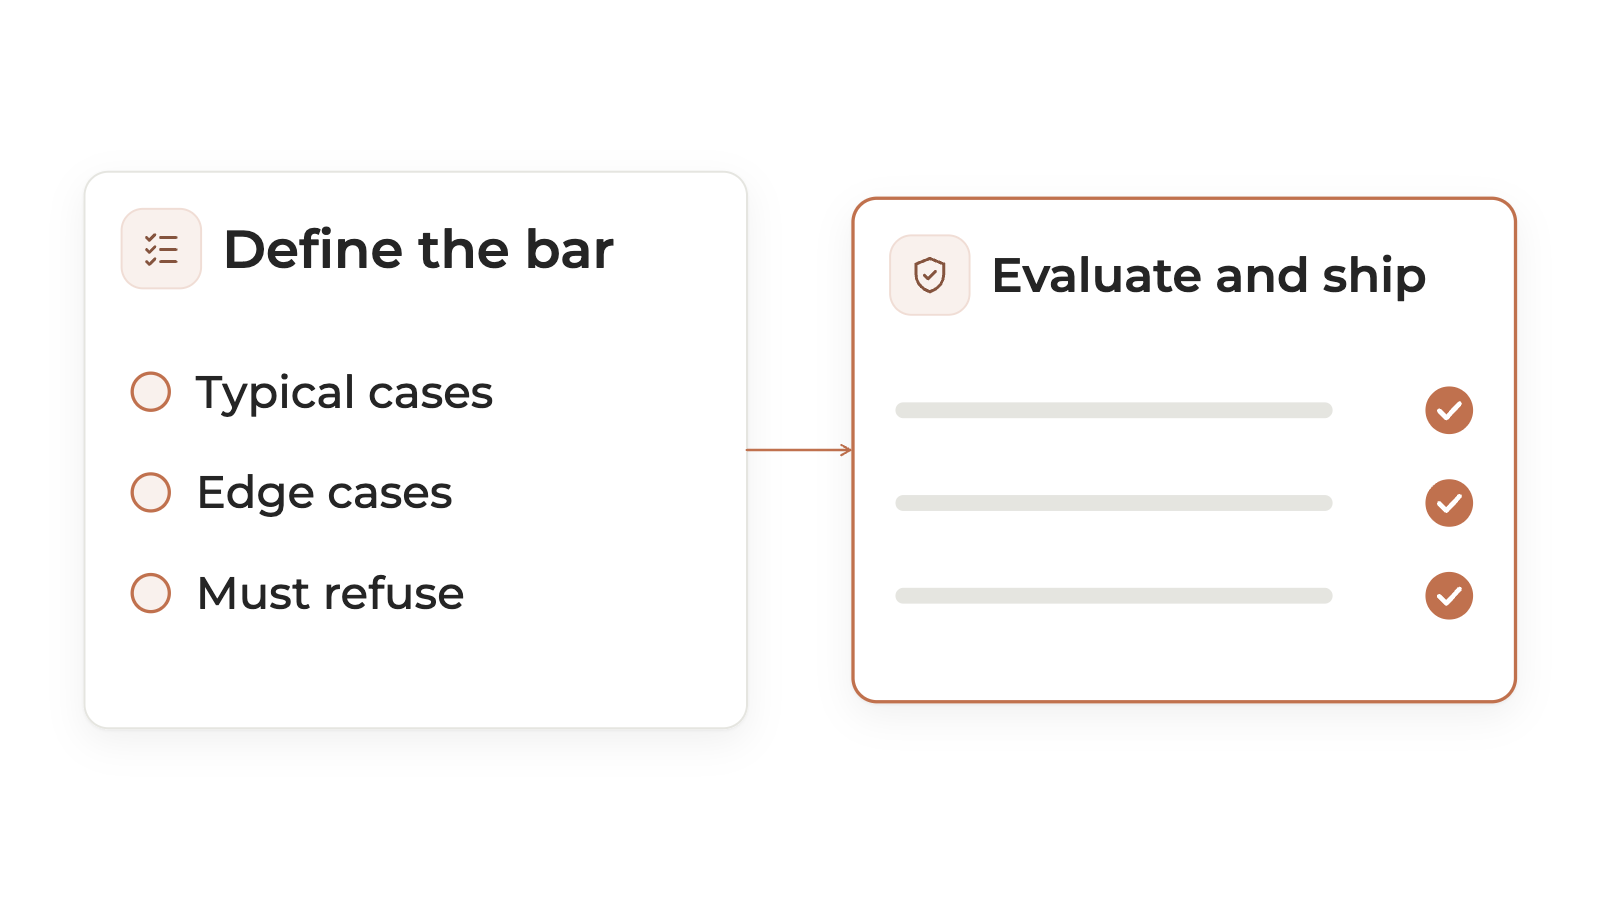 Define the bar
Typical cases
Edge cases
Must refuse
Evaluate and ship